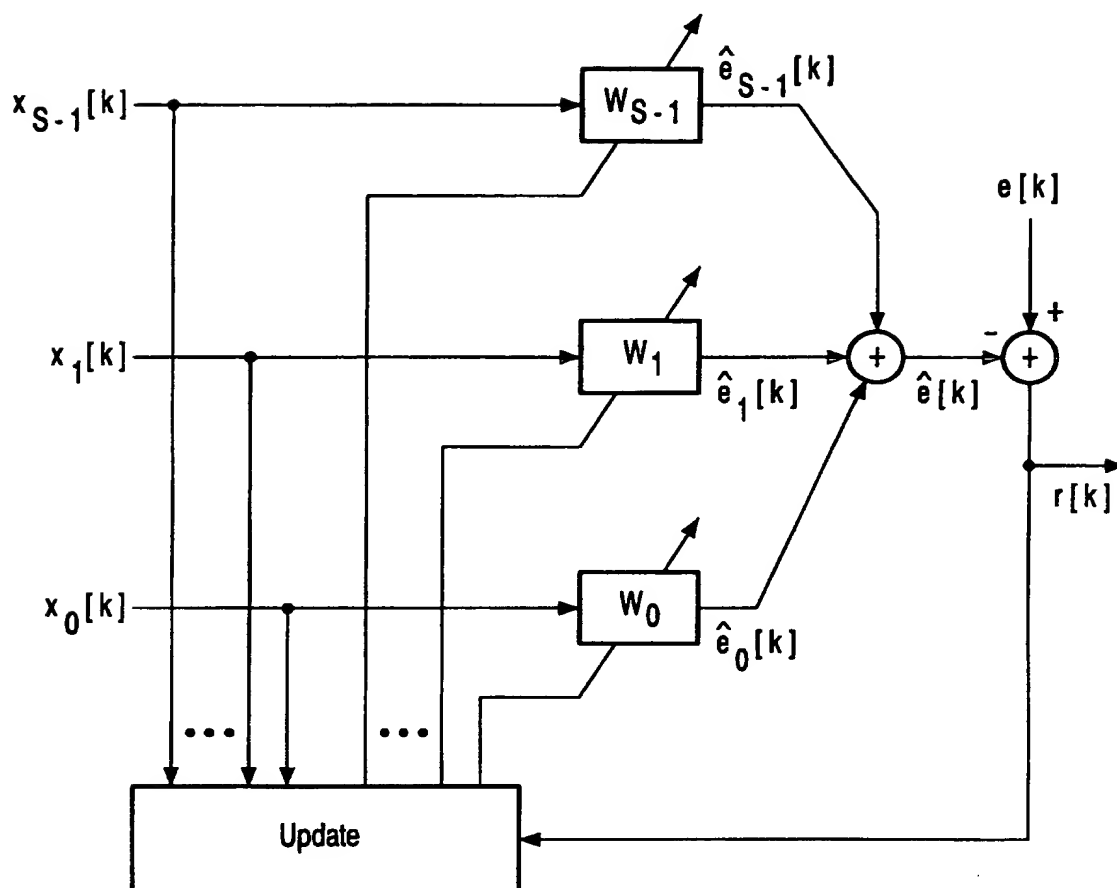 x_{S-1}[k]
W_{S-1}
ê_{S-1}[k]
e[k]
x_1[k]
W_1
ê_1[k]
+
ê[k]
-
+
+
r[k]
x_0[k]
W_0
ê_0[k]
...
...
Update